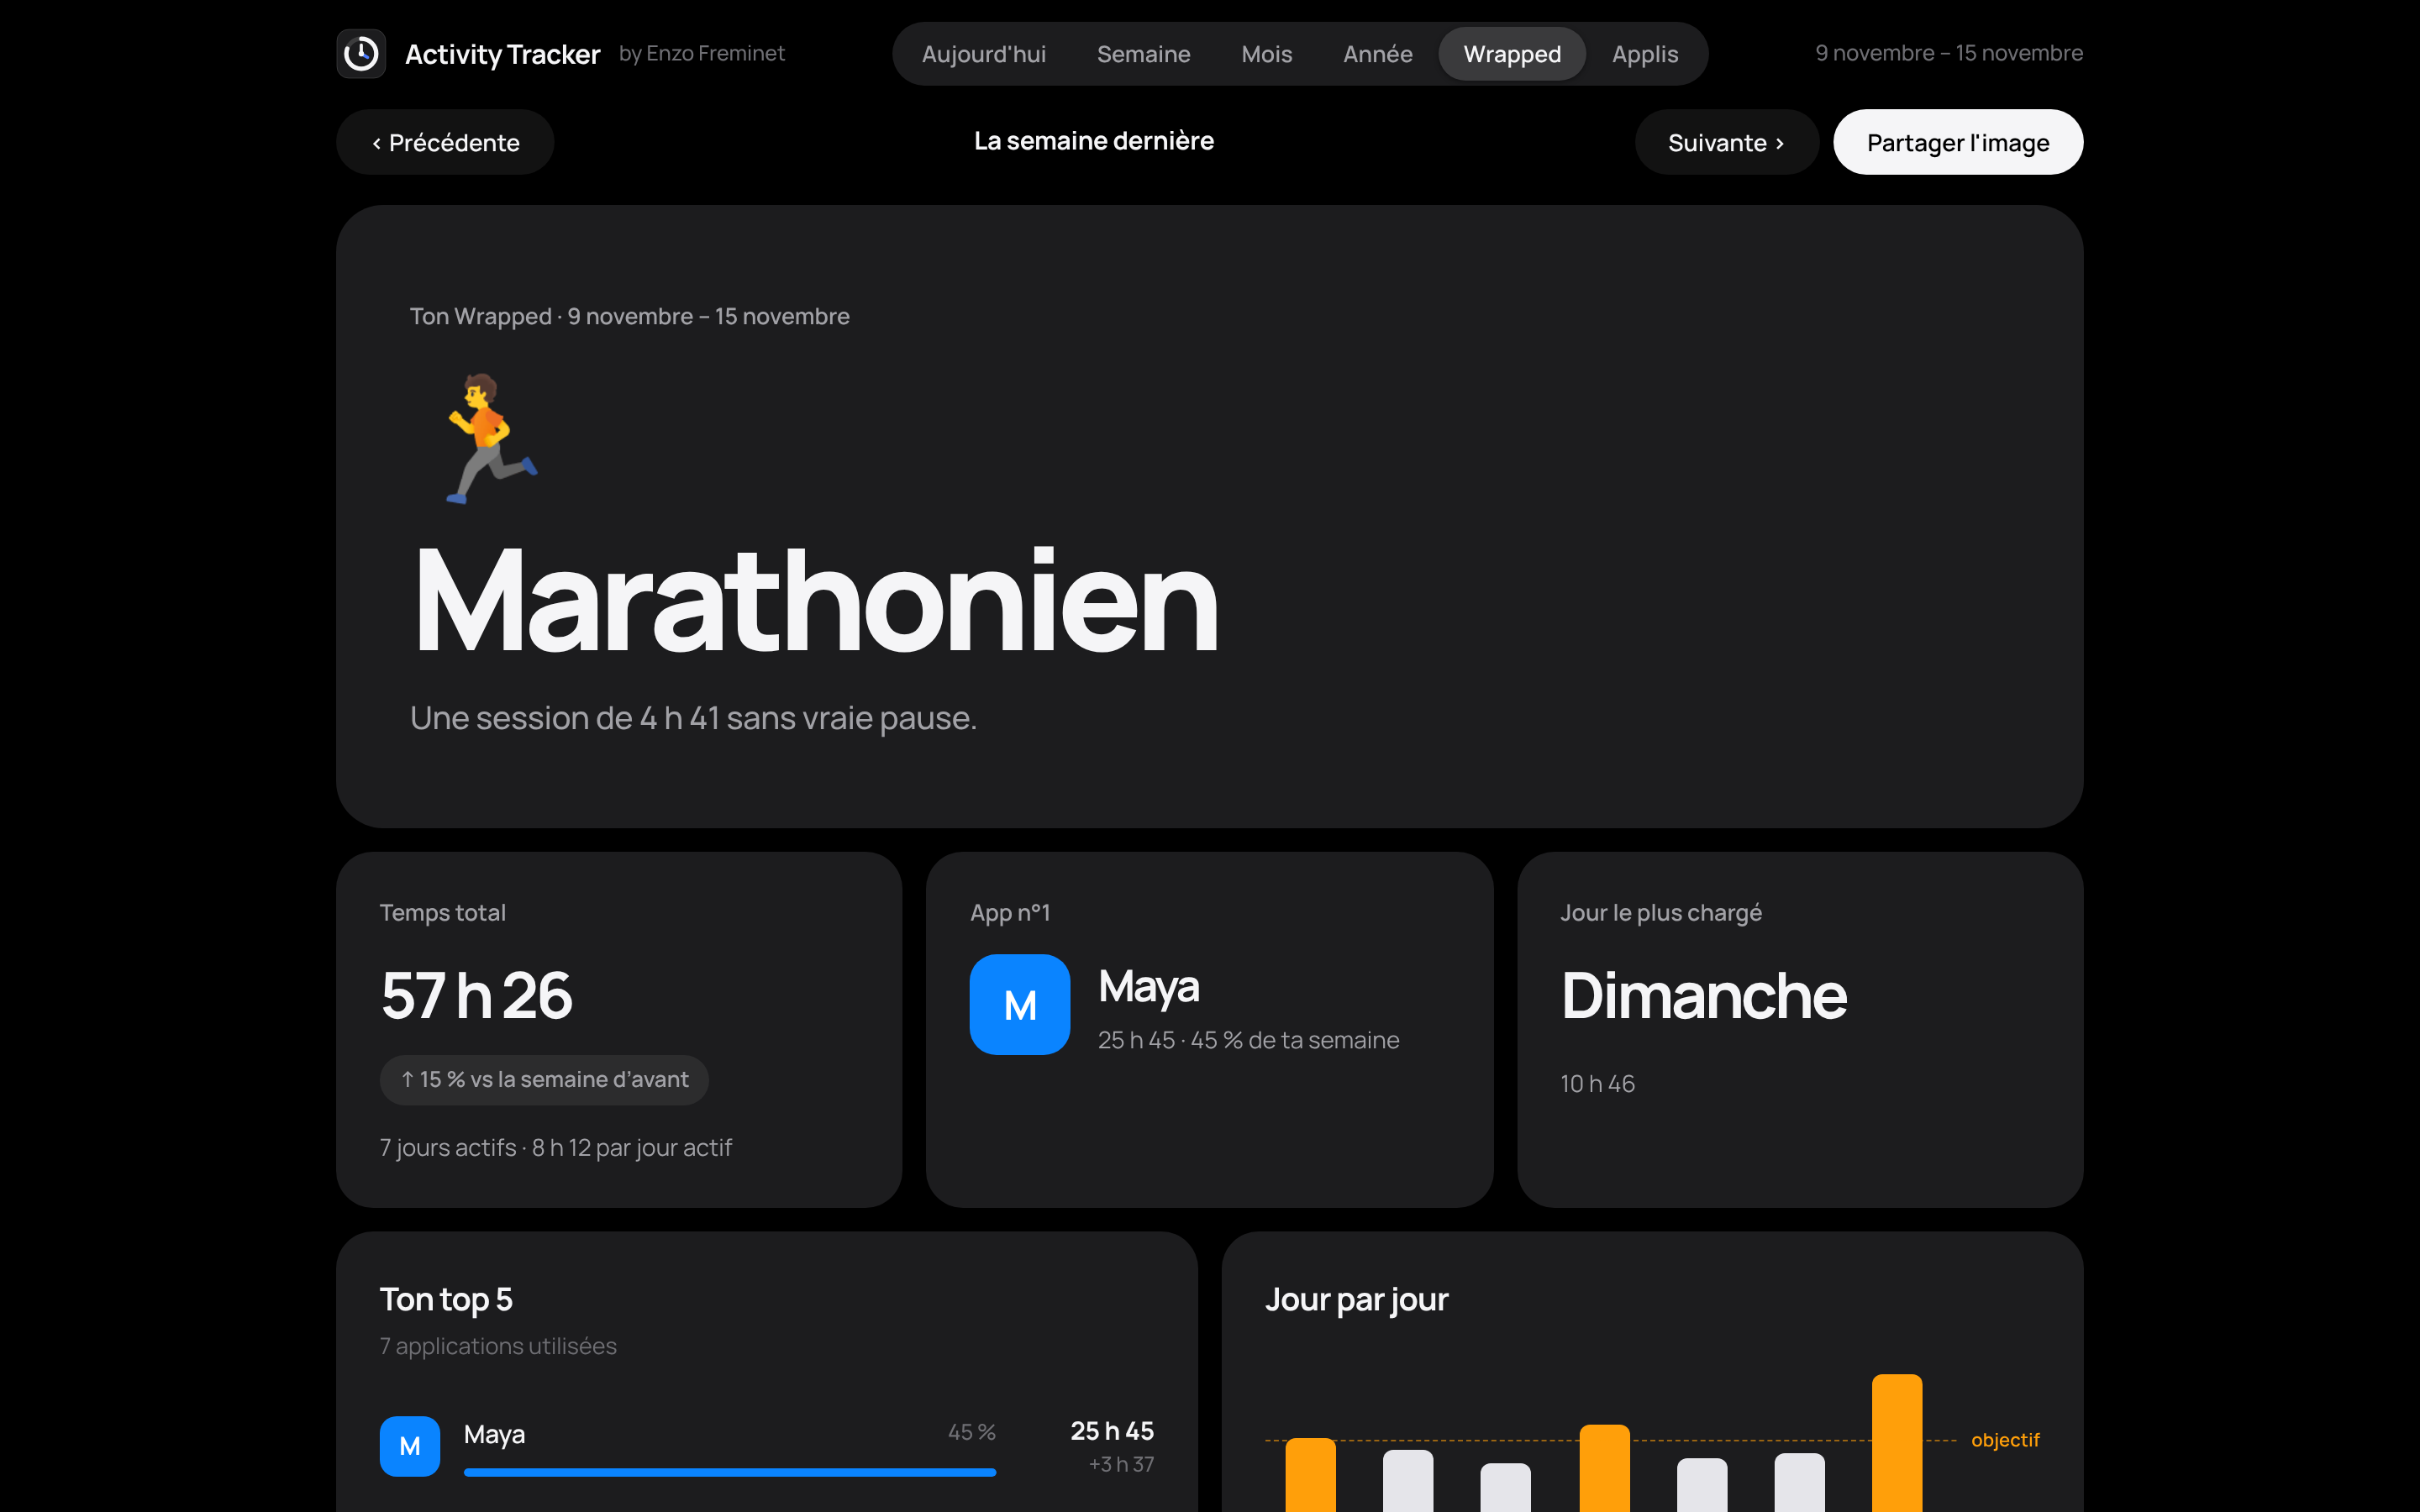 Activity Tracker by Enzo Freminet
Aujourd'hui Semaine Mois Année Wrapped Applis
9 novembre – 15 novembre
‹ Précédente
La semaine dernière
Suivante ›
Partager l'image
Ton Wrapped · 9 novembre – 15 novembre
Marathonien
Une session de 4 h 41 sans vraie pause.
Temps total
57 h 26
↑ 15 % vs la semaine d’avant
7 jours actifs · 8 h 12 par jour actif
App n°1
M
Maya
25 h 45 · 45 % de ta semaine
Jour le plus chargé
Dimanche
10 h 46
Ton top 5
7 applications utilisées
M
Maya
45 %
25 h 45
+3 h 37
Jour par jour
objectif